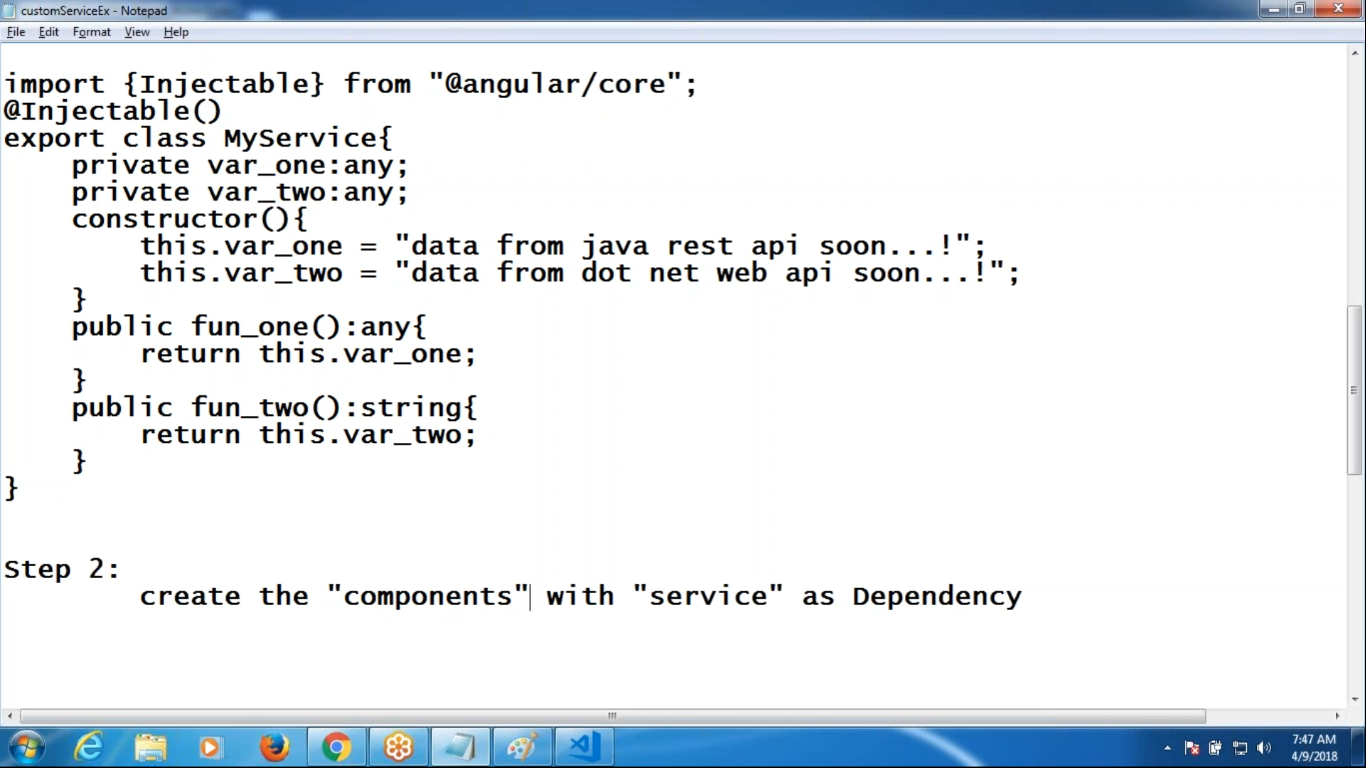 customServiceEx - Notepad
File Edit Format View Help
import {Injectable} from "@angular/core";
@Injectable()
export class MyService{
    private var_one:any;
    private var_two:any;
    constructor(){
        this.var_one = "data from java rest api soon...!";
        this.var_two = "data from dot net web api soon...!";
    }
    public fun_one():any{
        return this.var_one;
    }
    public fun_two():string{
        return this.var_two;
    }
}
Step 2:
        create the "components" with "service" as Dependency
7:47 AM
4/9/2018